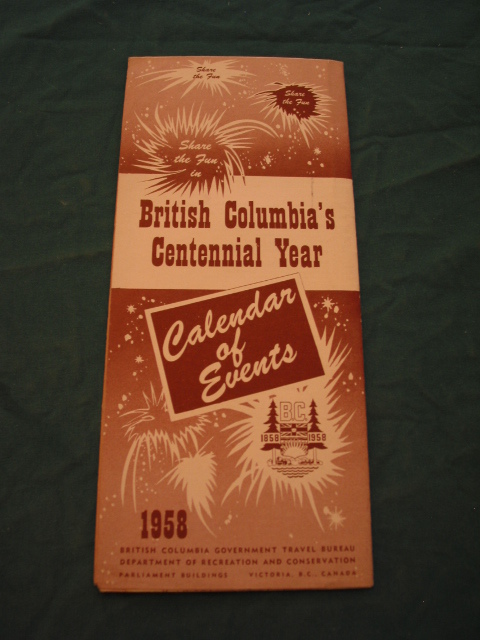 Share
the Fun
Share
the Fun
Share
the Fun
in
British Columbia's
Centennial Year
Calendar
of
Events
B.C.
1858 1958
1958
BRITISH COLUMBIA GOVERNMENT TRAVEL BUREAU
DEPARTMENT OF RECREATION AND CONSERVATION
PARLIAMENT BUILDINGS VICTORIA, B.C., CANADA